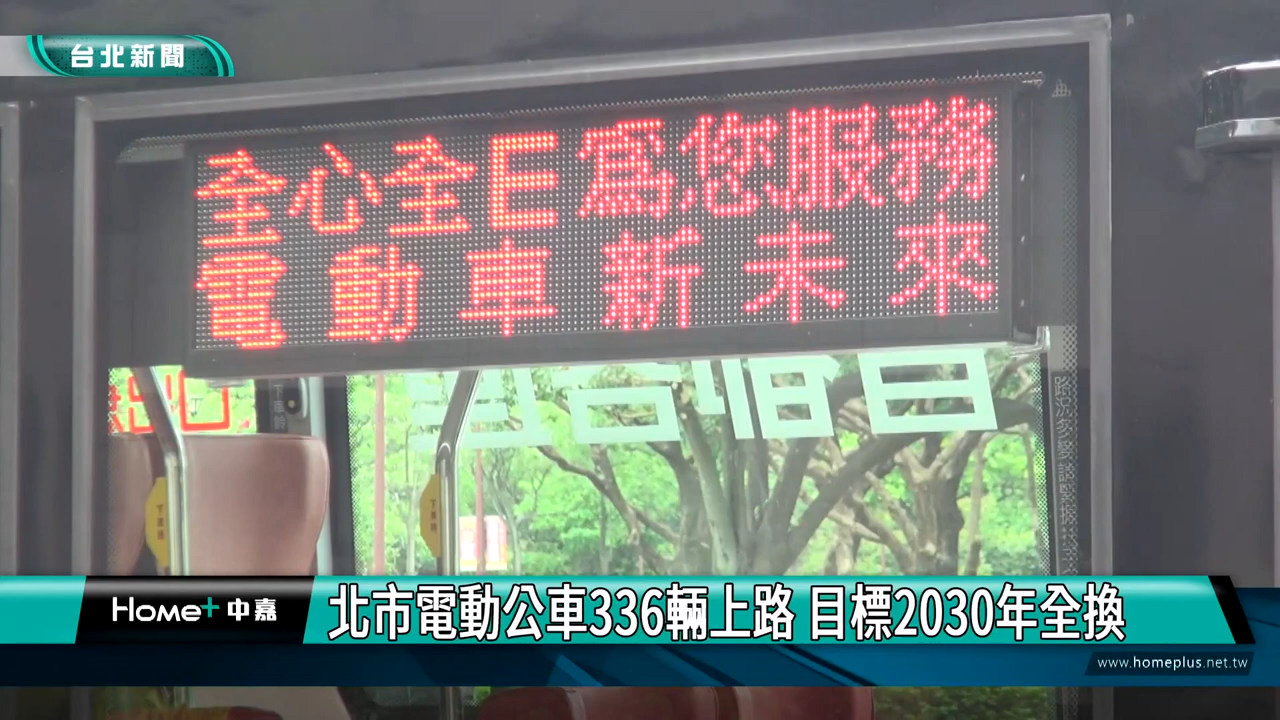 台北新聞
全心全E為您服務
電動車新未來
Home+中嘉
北市電動公車336輛上路 目標2030年全換
www.homeplus.net.tw